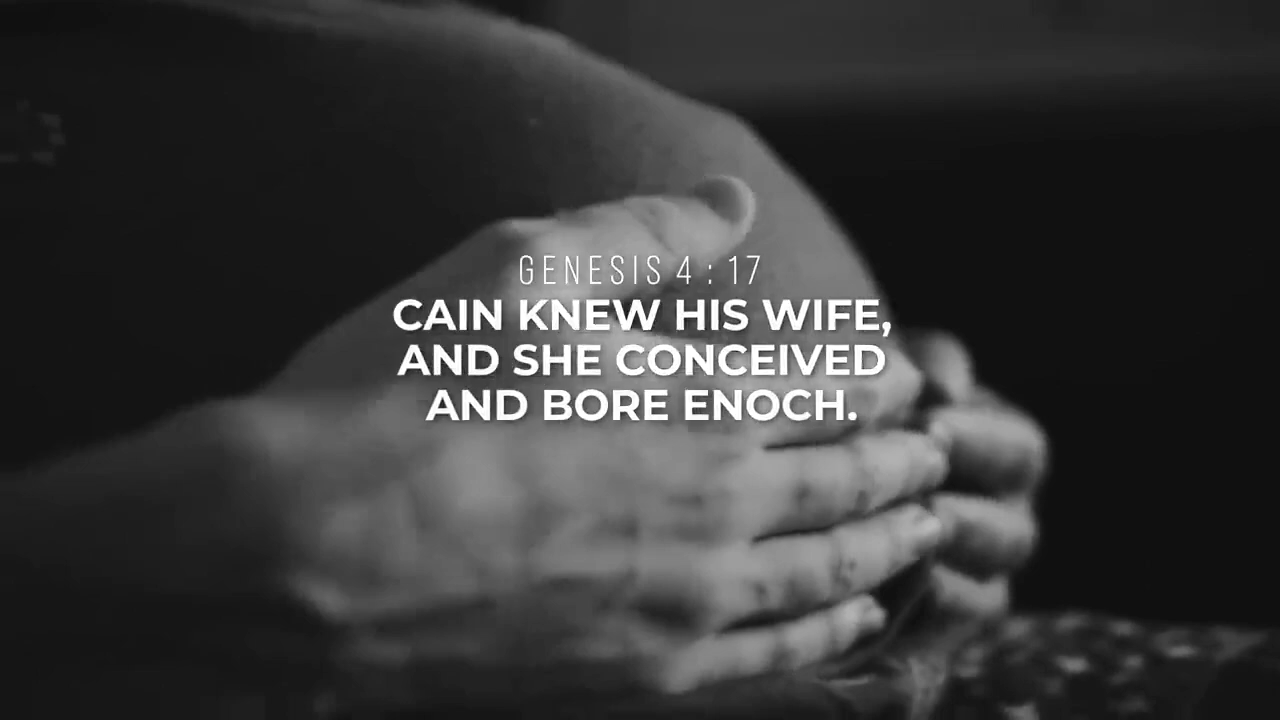 GENESIS 4 : 17
CAIN KNEW HIS WIFE,
AND SHE CONCEIVED
AND BORE ENOCH.